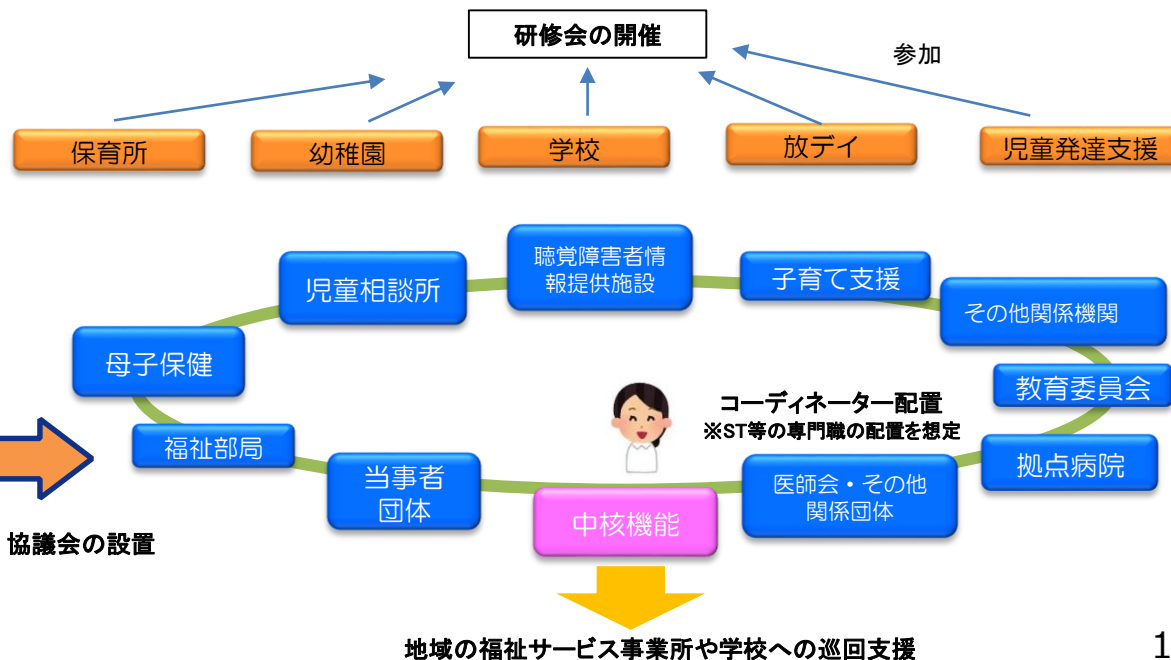 研修会の開催
参加
保育所
幼稚園
学校
放デイ
児童発達支援
聴覚障害者情
報提供施設
児童相談所
子育て支援
その他関係機関
母子保健
教育委員会
コーディネーター配置
※ST等の専門職の配置を想定
福祉部局
拠点病院
当事者
団体
医師会・その他
関係団体
中核機能
協議会の設置
地域の福祉サービス事業所や学校への巡回支援
1